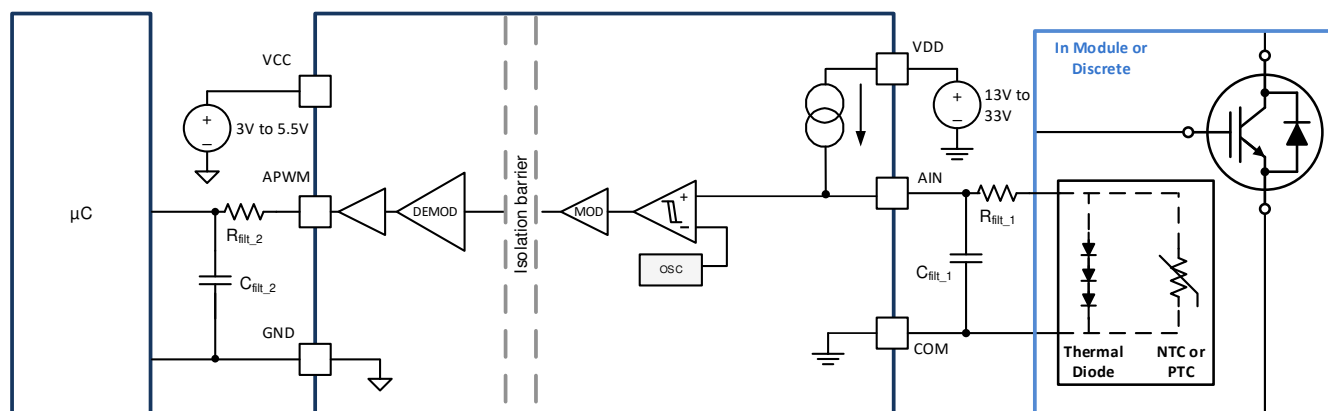 VCC
VDD
In Module or
Discrete
+
−
3V to 5.5V
+
−
13V to
33V
APWM
AIN
µC
DEMOD
Isolation barrier
MOD
+
−
OSC
Rfilt_2
Cfilt_2
Rfilt_1
Cfilt_1
GND
COM
Thermal
Diode
NTC or
PTC